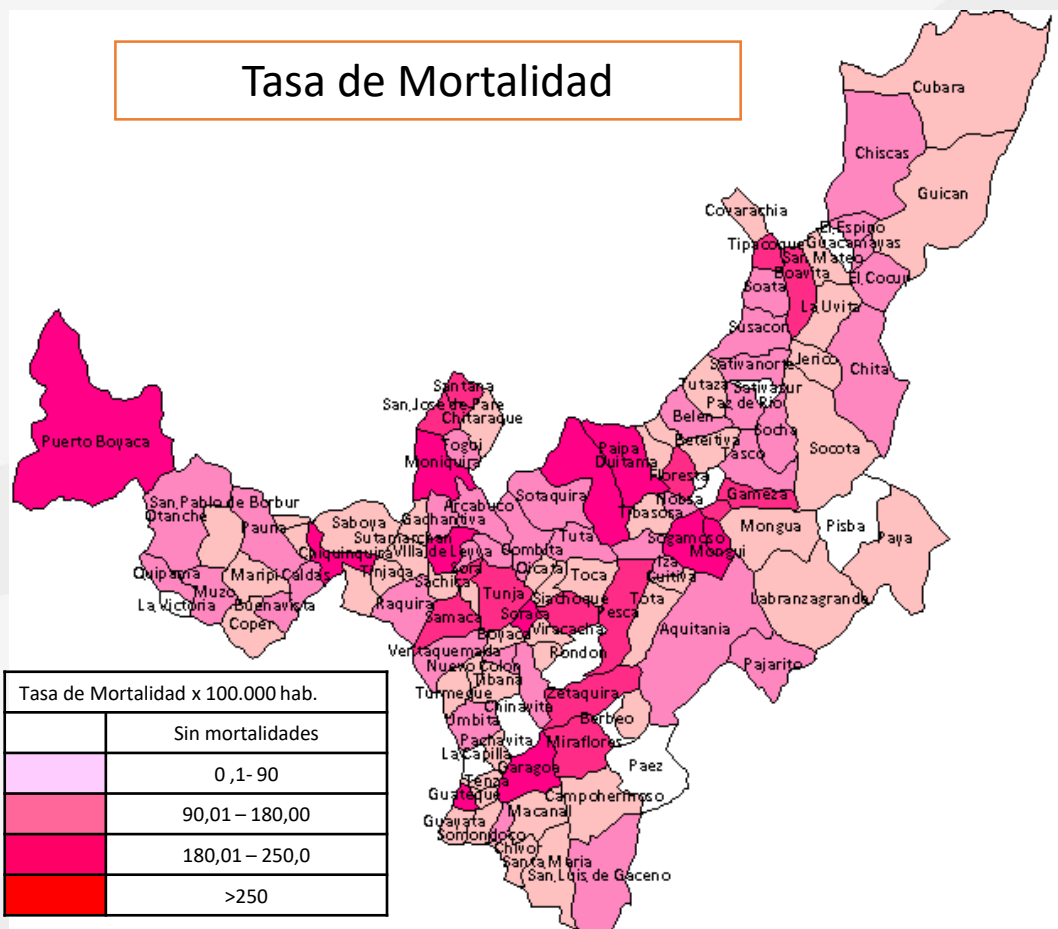 Tasa de Mortalidad
Cubara
Chiscas
Guican
Covarachia
El Espino
Tipacoque
Guacamayas
San Mateo
Boavita
El Cocuy
Soata
La Uvita
Susacon
Jerico
Sativanorte
Chita
Tutaza
Sativasur
Paz de Rio
Belen
Socha
Beteitiva
Tasco
Socota
Santana
San Jose de Pare
Chitaraque
Togui
Moniquira
Puerto Boyaca
Paipa
Duitama
Floresta
Nobsa
Gameza
Tibasosa
Mongua
Pisba
Paya
Sogamoso
Mongui
San Pablo de Borbur
Otanche
Pauna
Saboya
Arcabuco
Sotaquira
Gachantiva
Sutamarchan
Villa de Leyva
Combita
Tuta
Chiquinquira
Iza
Cuitiva
Quipama
Maripi
Caldas
Tinjaca
Sora
Oicata
Toca
Sachica
Muzo
La Victoria
Buenavista
Coper
Raquira
Tunja
Siachoque
Samaca
Soraca
Pesca
Tota
Labranzagrande
Viracacha
Boyaca
Aquitania
Ventaquemada
Rondon
Nuevo Colon
Pajarito
Tibana
Turmeque
Zetaquira
Chinavita
Umbita
Berbeo
Pachavita
Miraflores
La Capilla
Garagoa
Paez
Tenza
Guateque
Campohermoso
Guayata
Macanal
Somondoco
Chivor
Santa Maria
San Luis de Gaceno
Tasa de Mortalidad x 100.000 hab.
Sin mortalidades
0 ,1- 90
90,01 – 180,00
180,01 – 250,0
>250